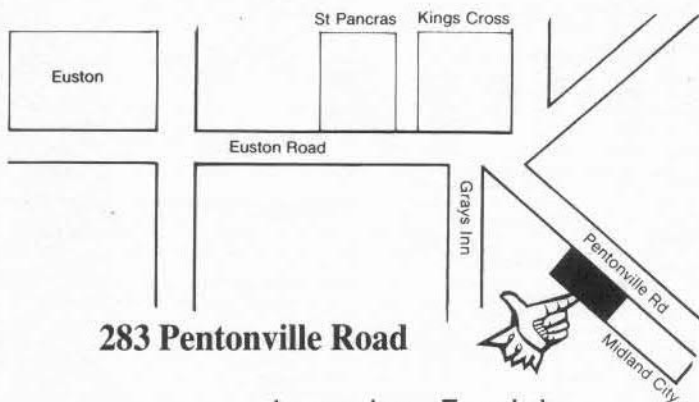 St Pancras Kings Cross
Euston
Euston Road
Grays Inn
Pentonville Rd
283 Pentonville Road
Midland City